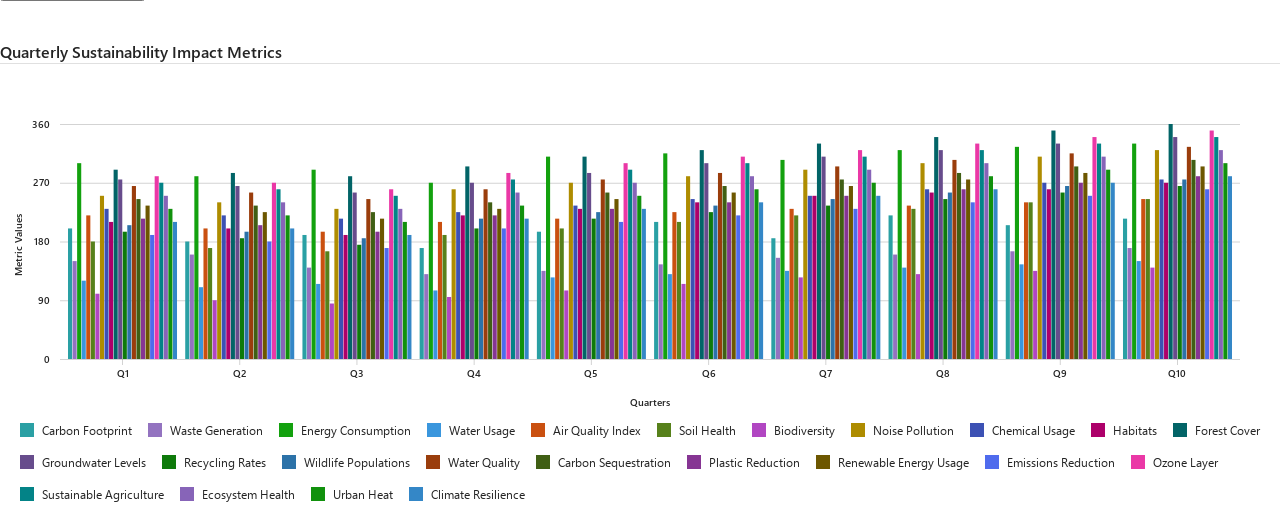 Quarterly Sustainability Impact Metrics
360
270
180
90
0
Metric Values
Q1 Q2 Q3 Q4 Q5 Q6 Q7 Q8 Q9 Q10
Quarters
Carbon Footprint Waste Generation Energy Consumption Water Usage Air Quality Index Soil Health Biodiversity Noise Pollution Chemical Usage Habitats Forest Cover
Groundwater Levels Recycling Rates Wildlife Populations Water Quality Carbon Sequestration Plastic Reduction Renewable Energy Usage Emissions Reduction Ozone Layer
Sustainable Agriculture Ecosystem Health Urban Heat Climate Resilience